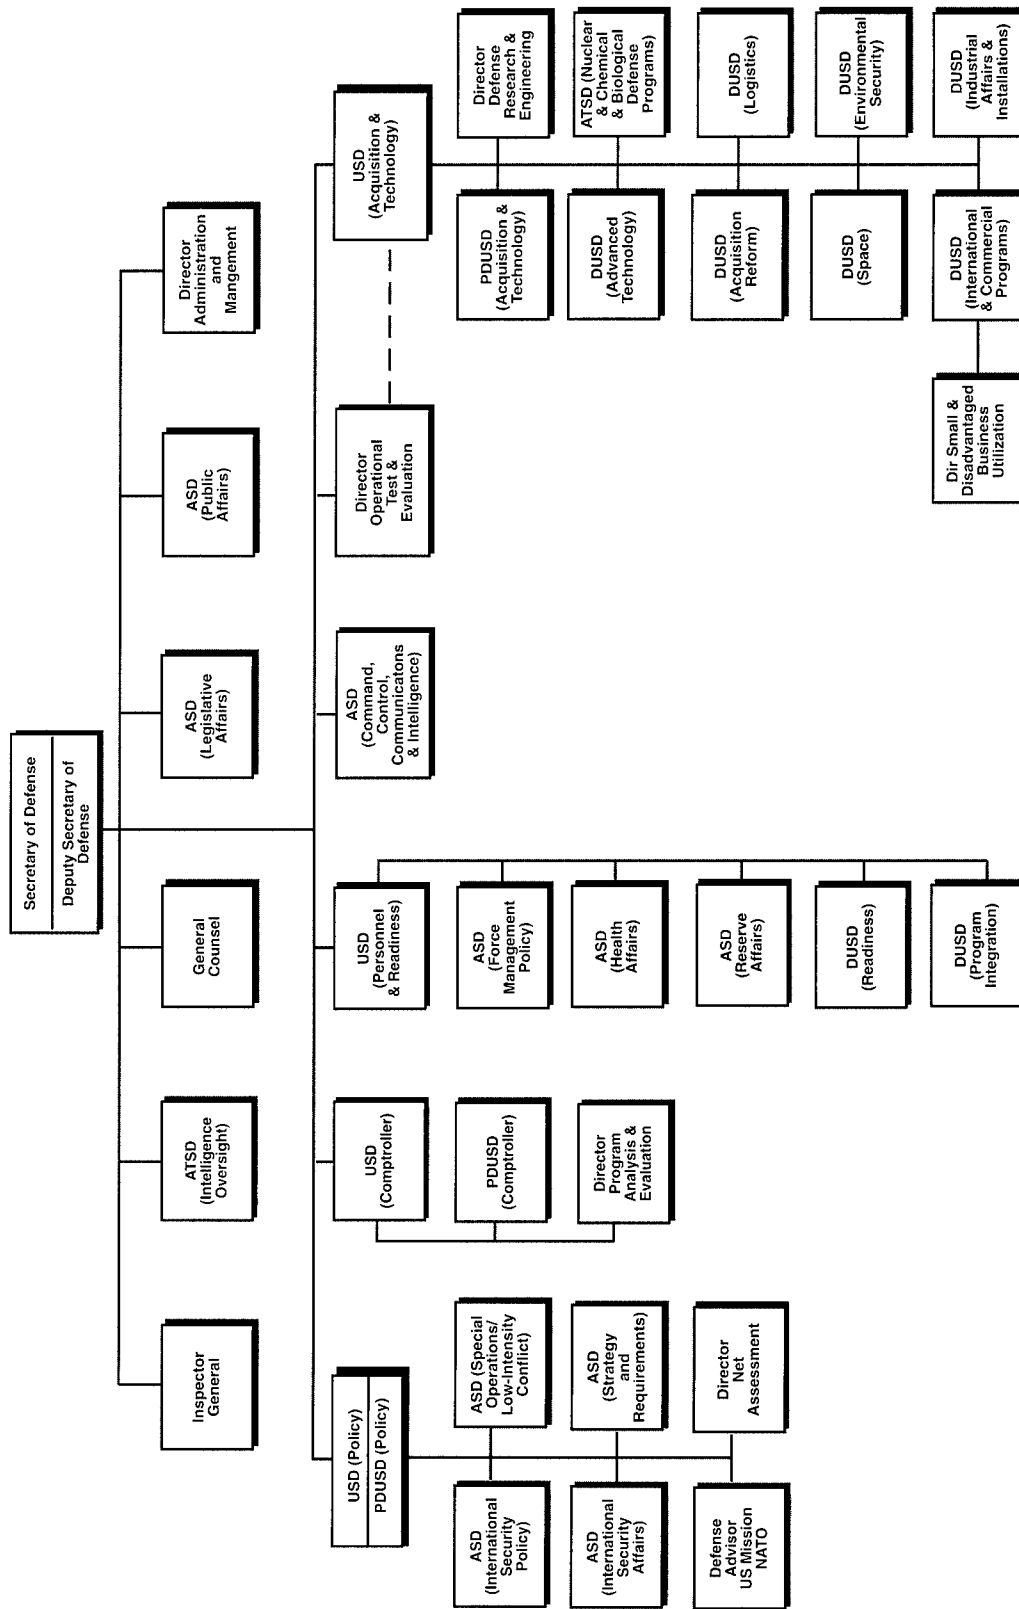 Secretary of Defense
Deputy Secretary of
Defense
Inspector
General
ATSD
(Intelligence
Oversight)
General
Counsel
ASD
(Legislative
Affairs)
ASD
(Public
Affairs)
Director
Administration
and
Mangement
USD (Policy)
PDUSD (Policy)
USD
(Comptroller)
USD
(Personnel
& Readiness)
ASD
(Command,
Control,
Communicatons
& Intelligence)
Director
Operational
Test &
Evaluation
USD
(Acquisition &
Technology)
ASD
(International
Security
Policy)
ASD (Special
Operations/
Low-Intensity
Conflict)
ASD
(International
Security
Affairs)
ASD
(Strategy
and
Requirements)
Defense
Advisor
US Mission
NATO
Director
Net
Assessment
PDUSD
(Comptroller)
Director
Program
Analysis &
Evaluation
ASD
(Force
Management
Policy)
ASD
(Health
Affairs)
ASD
(Reserve
Affairs)
DUSD
(Readiness)
DUSD
(Program
Integration)
PDUSD
(Acquisition &
Technology)
Director
Defense
Research &
Engineering
DUSD
(Advanced
Technology)
ATSD (Nuclear
& Chemical
& Biological
Defense
Programs)
DUSD
(Acquisition
Reform)
DUSD
(Logistics)
DUSD
(Space)
DUSD
(Environmental
Security)
Dir Small &
Disadvantaged
Business
Utilization
DUSD
(International
& Commercial
Programs)
DUSD
(Industrial
Affairs &
Installations)